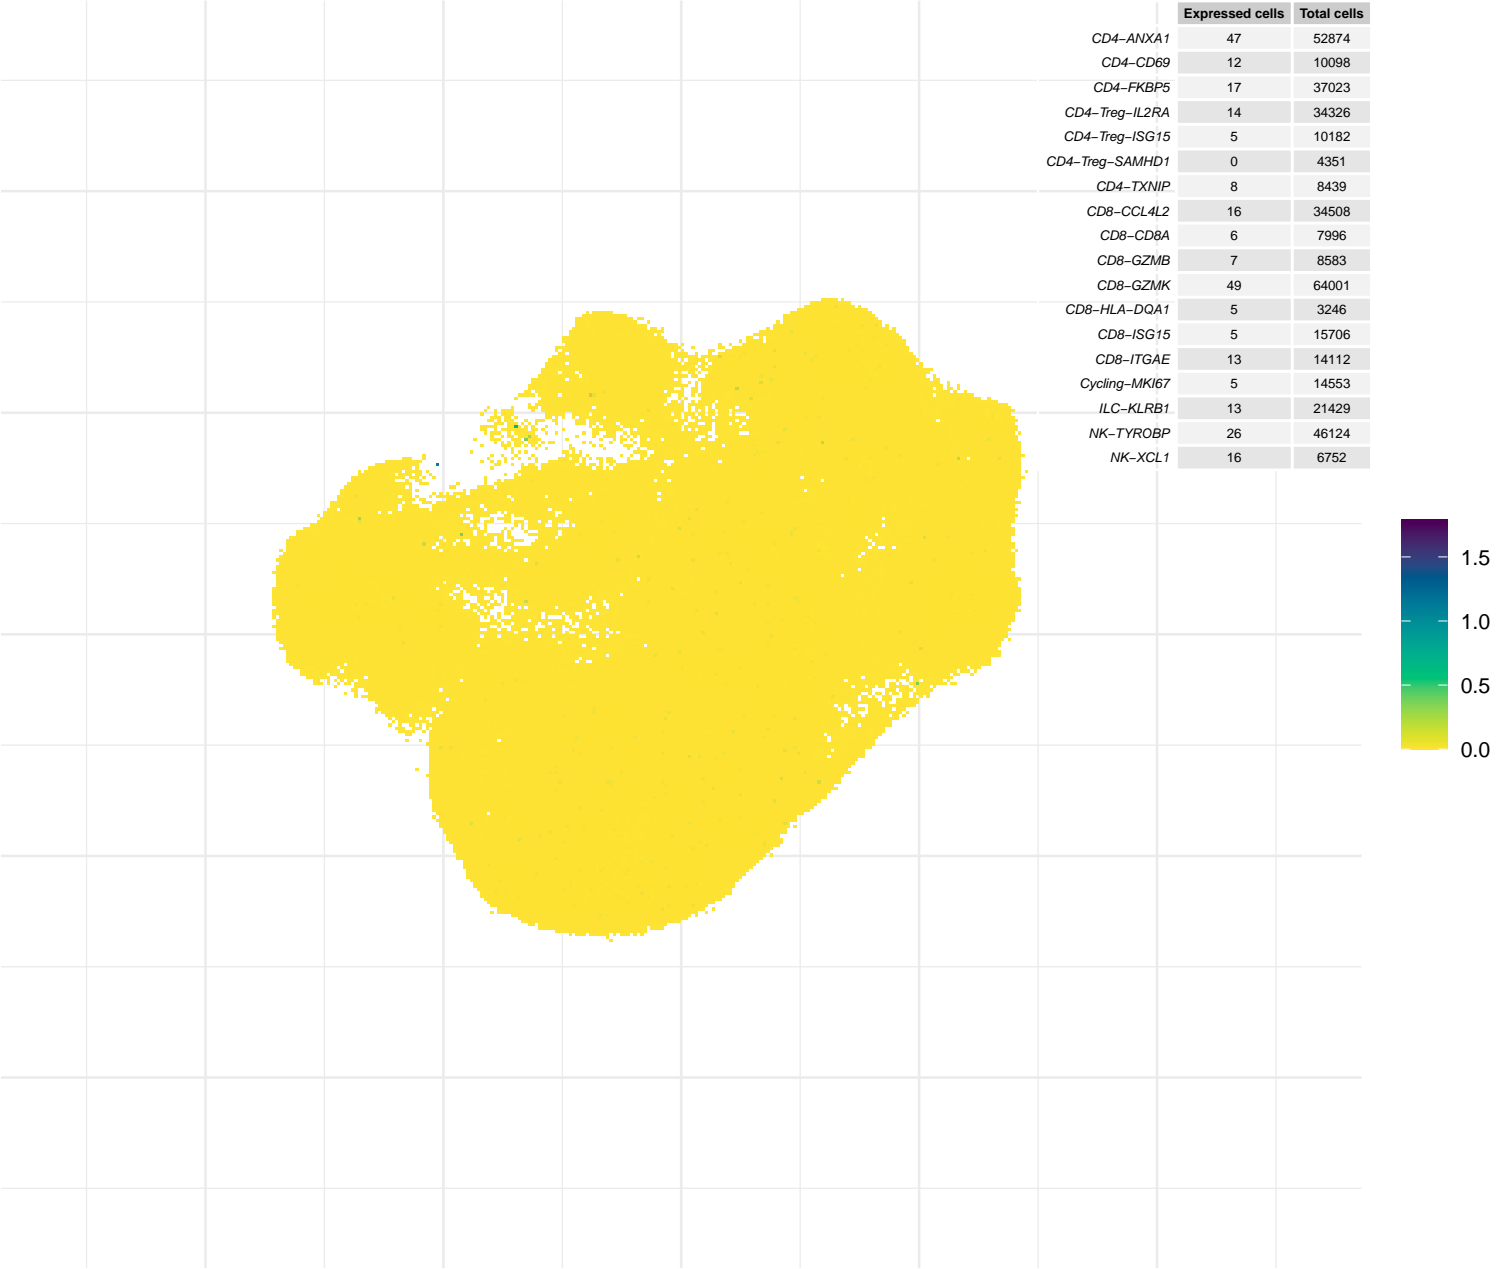 Expressed cells Total cells
CD4−ANXA1 47 52874
CD4−CD69 12 10098
CD4−FKBP5 17 37023
CD4−Treg−IL2RA 14 34326
CD4−Treg−ISG15 5 10182
CD4−Treg−SAMHD1 0 4351
CD4−TXNIP 8 8439
CD8−CCL4L2 16 34508
CD8−CD8A 6 7996
CD8−GZMB 7 8583
CD8−GZMK 49 64001
CD8−HLA−DQA1 5 3246
CD8−ISG15 5 15706
CD8−ITGAE 13 14112
Cycling−MKI67 5 14553
ILC−KLRB1 13 21429
NK−TYROBP 26 46124
NK−XCL1 16 6752
1.5
1.0
0.5
0.0